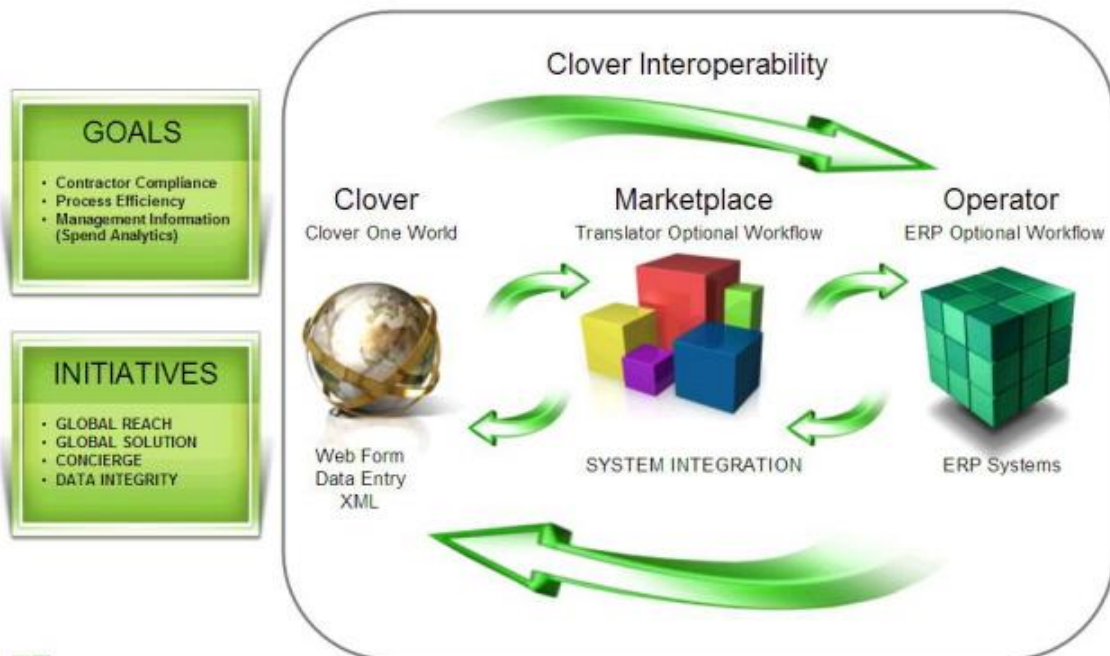 Clover Interoperability
GOALS
• Contractor Compliance
• Process Efficiency
• Management Information
(Spend Analytics)
INITIATIVES
• GLOBAL REACH
• GLOBAL SOLUTION
• CONCIERGE
• DATA INTEGRITY
Clover
Clover One World
Web Form
Data Entry
XML
Marketplace
Translator Optional Workflow
SYSTEM INTEGRATION
Operator
ERP Optional Workflow
ERP Systems